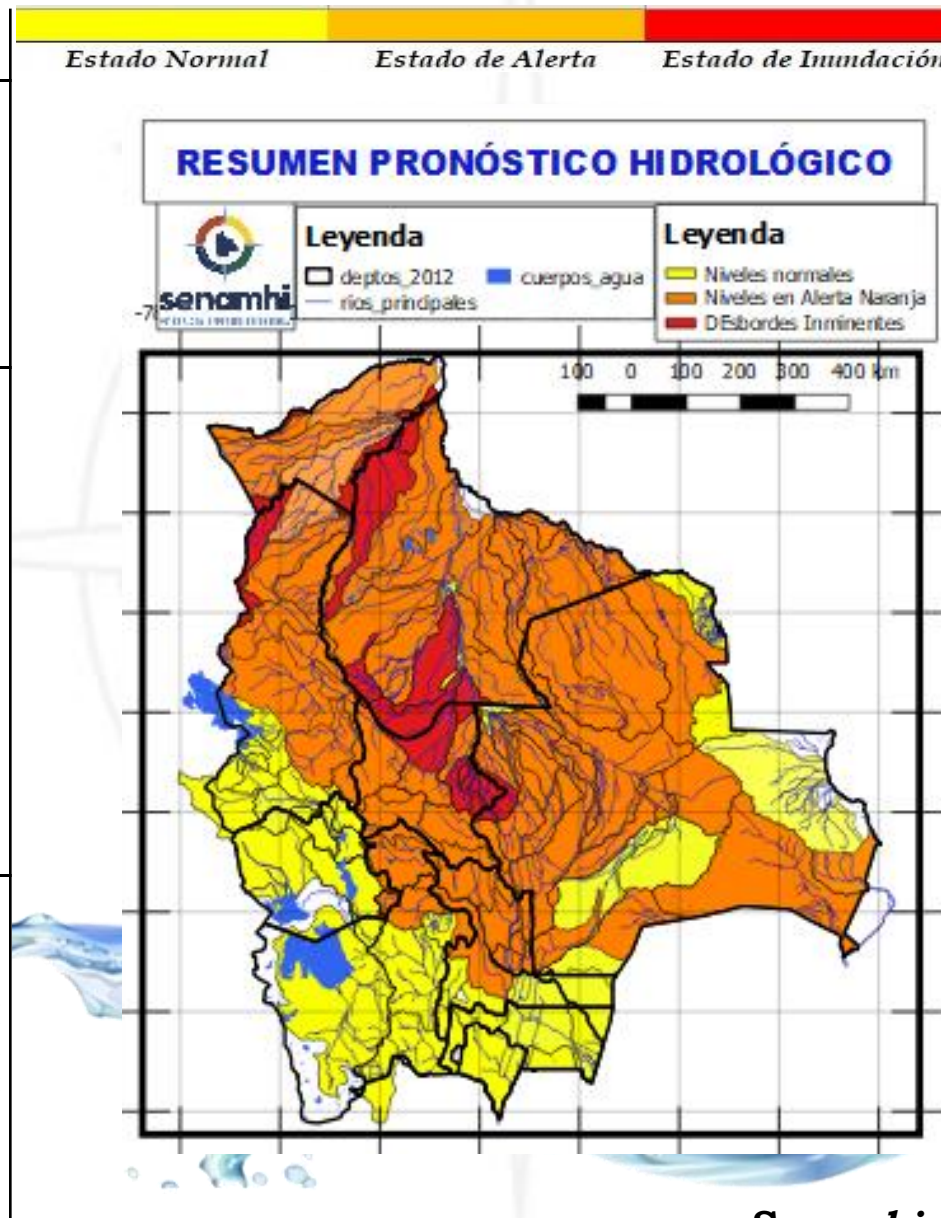 Estado Normal Estado de Alerta Estado de Inundación
RESUMEN PRONÓSTICO HIDROLÓGICO
senamhi
Leyenda
deptos_2012 cuerpos_agua
rios_principales
Leyenda
Niveles normales
Niveles en Alerta Naranja
DEsbordes Inminentes
100 0 100 200 300 400 km